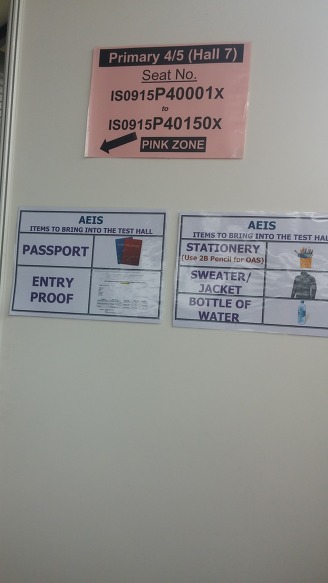 Primary 4/5 (Hall 7)
Seat No.
IS0915P40001X
to
IS0915P40150X
PINK ZONE
AEIS
ITEMS TO BRING INTO THE TEST HALL
PASSPORT
ENTRY
PROOF
AEIS
ITEMS TO BRING INTO THE TEST HAL
STATIONERY
(Use 2B Pencil for OAS)
SWEATER/
JACKET
BOTTLE OF
WATER